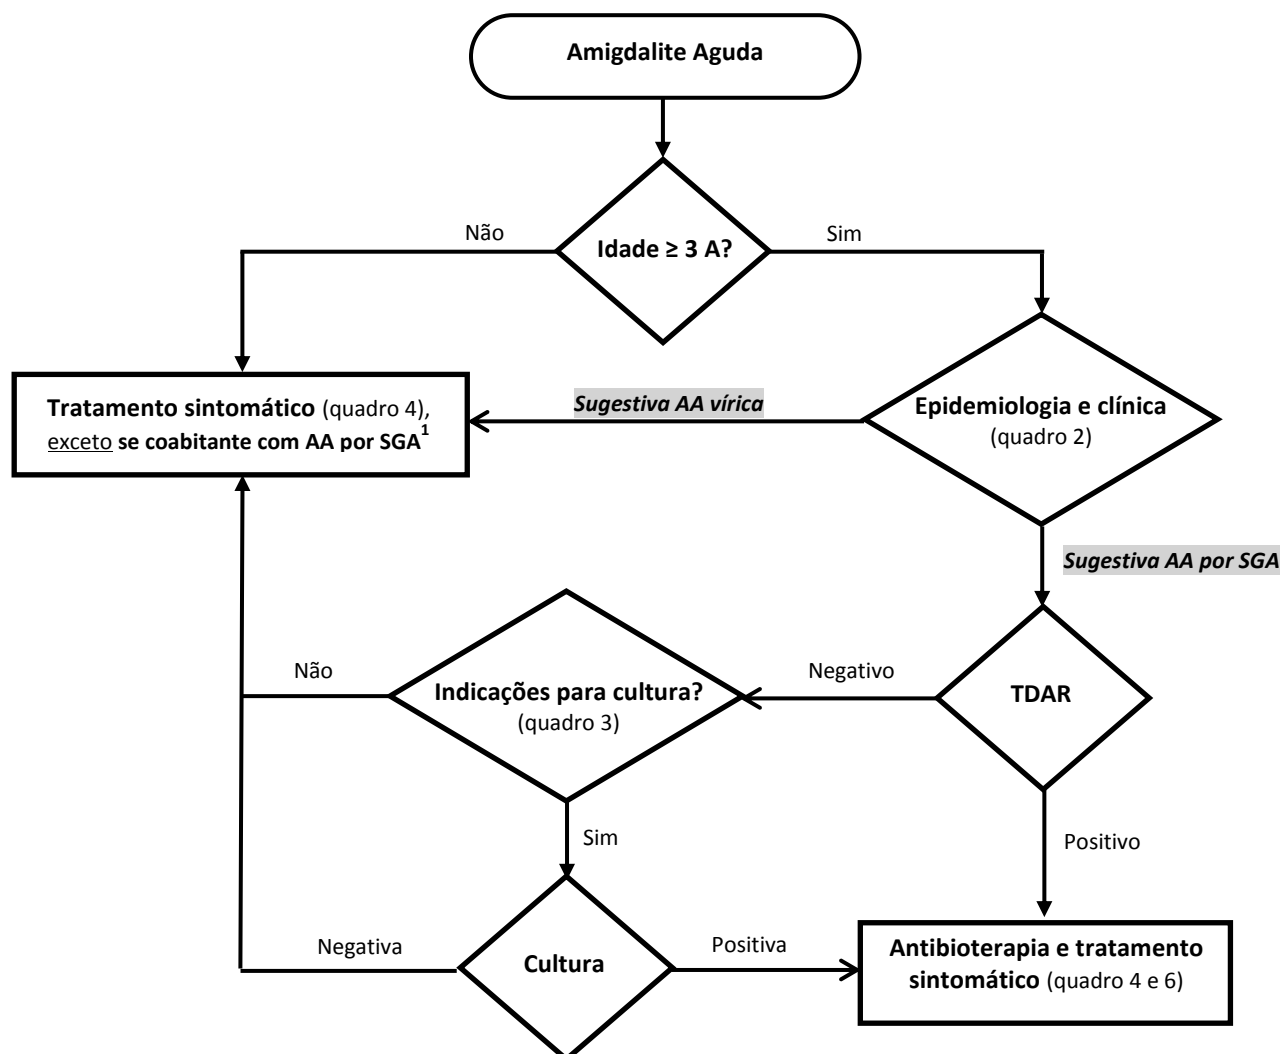 Amigdalite Aguda
Não
Idade ≥ 3 A?
Sim
Tratamento sintomático (quadro 4),
exceto se coabitante com AA por SGA¹
Sugestiva AA vírica
Epidemiologia e clínica
(quadro 2)
Sugestiva AA por SGA
Não
Indicações para cultura?
(quadro 3)
Negativo
TDAR
Sim
Positivo
Negativa
Cultura
Positiva
Antibioterapia e tratamento
sintomático (quadro 4 e 6)